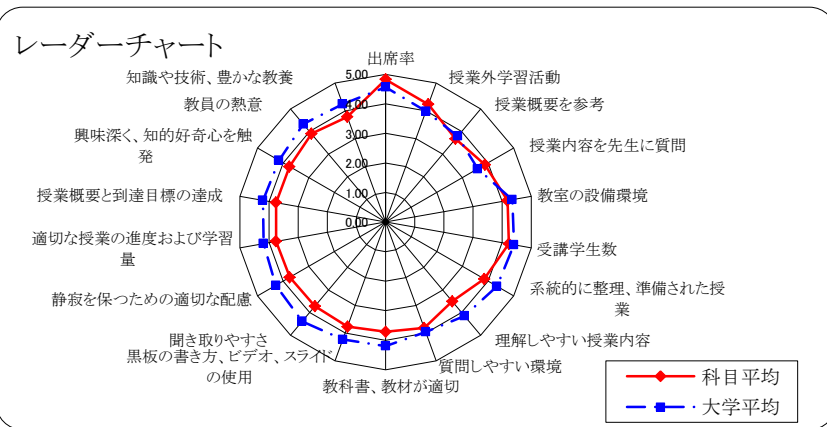 レーダーチャート
出席率
授業外学習活動
授業概要を参考
授業内容を先生に質問
教室の設備環境
受講学生数
系統的に整理、準備された授
業
理解しやすい授業内容
質問しやすい環境
教科書、教材が適切
黒板の書き方、ビデオ、スライド
の使用
聞き取りやすさ
静寂を保つための適切な配慮
適切な授業の進度および学習
量
授業概要と到達目標の達成
興味深く、知的好奇心を触
発
教員の熱意
知識や技術、豊かな教養
5.00
4.00
3.00
2.00
1.00
0.00
科目平均
大学平均